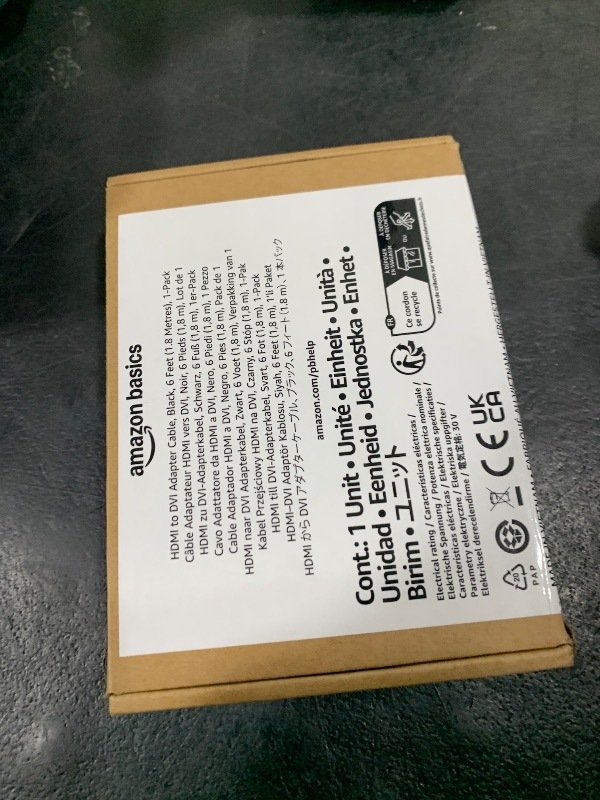 amazon basics
HDMI to DVI Adapter Cable, Black, 6 Feet (1.8 Metres), 1-Pack
Câble Adaptateur HDMI vers DVI, Noir, 6 Pieds (1,8 m), Lot de 1
HDMI zu DVI-Adapterkabel, Schwarz, 6 Fuß (1,8 m), 1er-Pack
Cavo Adattatore da HDMI a DVI, Nero, 6 Piedi (1,8 m), 1 Pezzo
Cable Adaptador HDMI a DVI, Negro, 6 Pies (1,8 m), Pack de 1
HDMI naar DVI Adapterkabel, Zwart, 6 Voet (1,8 m), Verpakking van 1
Kabel Przejściowy HDMI na DVI, Czarny, 6 Stóp (1,8 m), 1-Pak
HDMI till DVI-Adapterkabel, Svart, 6 Fot (1,8 m), 1-Pack
HDMI–DVI Adaptör Kablosu, Siyah, 6 Feet (1,8 m), 1'li Paket
HDMI から DVI アダプターケーブル、ブラック、6 フィート (1.8 m)、1 本パック
amazon.com/pbhelp
Cont.: 1 Unit • Unité • Einheit • Unità •
Unidad • Eenheid • Jednostka • Enhet •
Birim • ユニット
Electrical rating / Caractéristiques électriques /
Elektrische Spannung / Potenza elettrica nominale /
Características eléctricas / Elektrische specificaties /
Parametry elektryczne / Elektriska uppgifter /
Elektriksel derecelendirme / 電気定格: 30 V
FR
Ce cordon
se recycle
À DÉPOSER
EN MAGASIN
OU
À DÉPOSER
EN DÉCHÈTERIE
20
PAP
CE
UK
CA